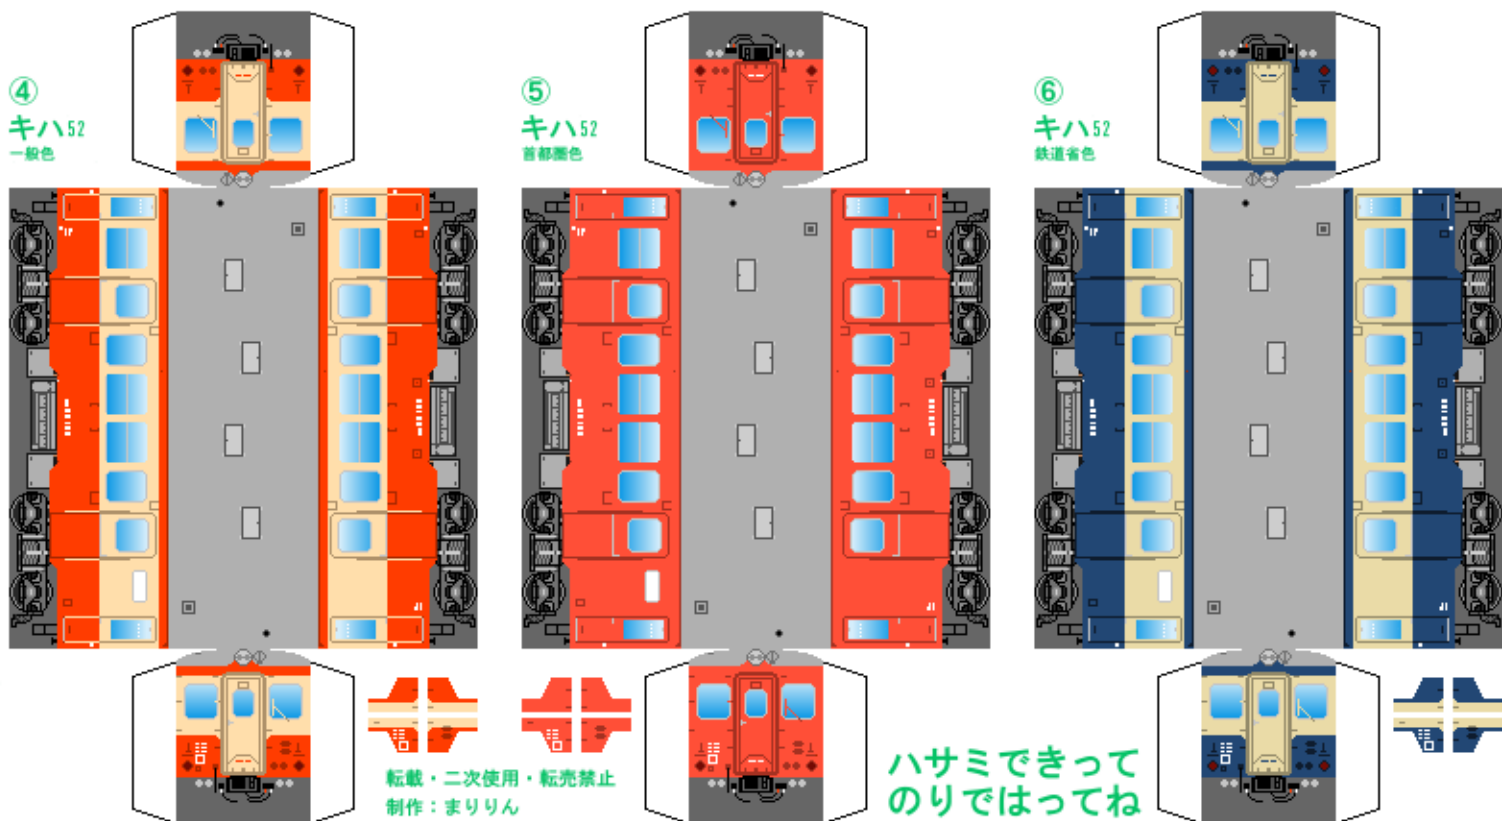 ④
キハ52
一般色
⑤
キハ52
首都圏色
⑥
キハ52
鉄道省色
転載・二次使用・転売禁止
制作：まりりん
ハサミできって
のりではってね